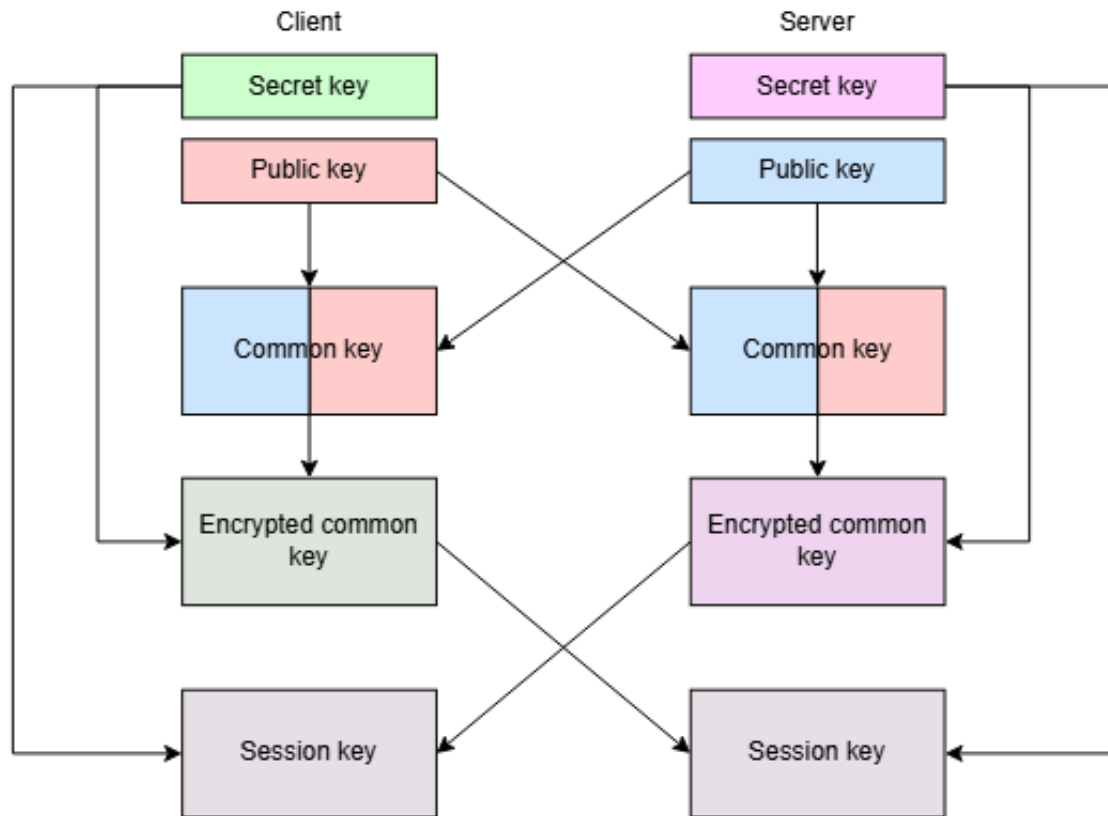 Client
Server
Secret key
Secret key
Public key
Public key
Common key
Common key
Encrypted common
key
Encrypted common
key
Session key
Session key